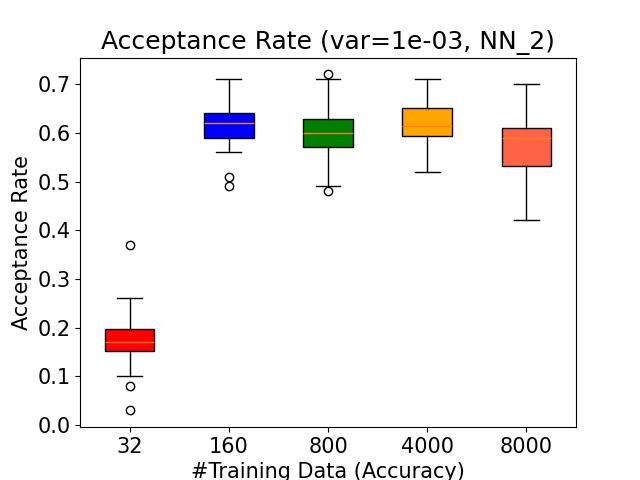 Acceptance Rate (var=1e-03, NN_2)
Acceptance Rate
0.7
0.6
0.5
0.4
0.3
0.2
0.1
0.0
32 160 800 4000 8000
#Training Data (Accuracy)